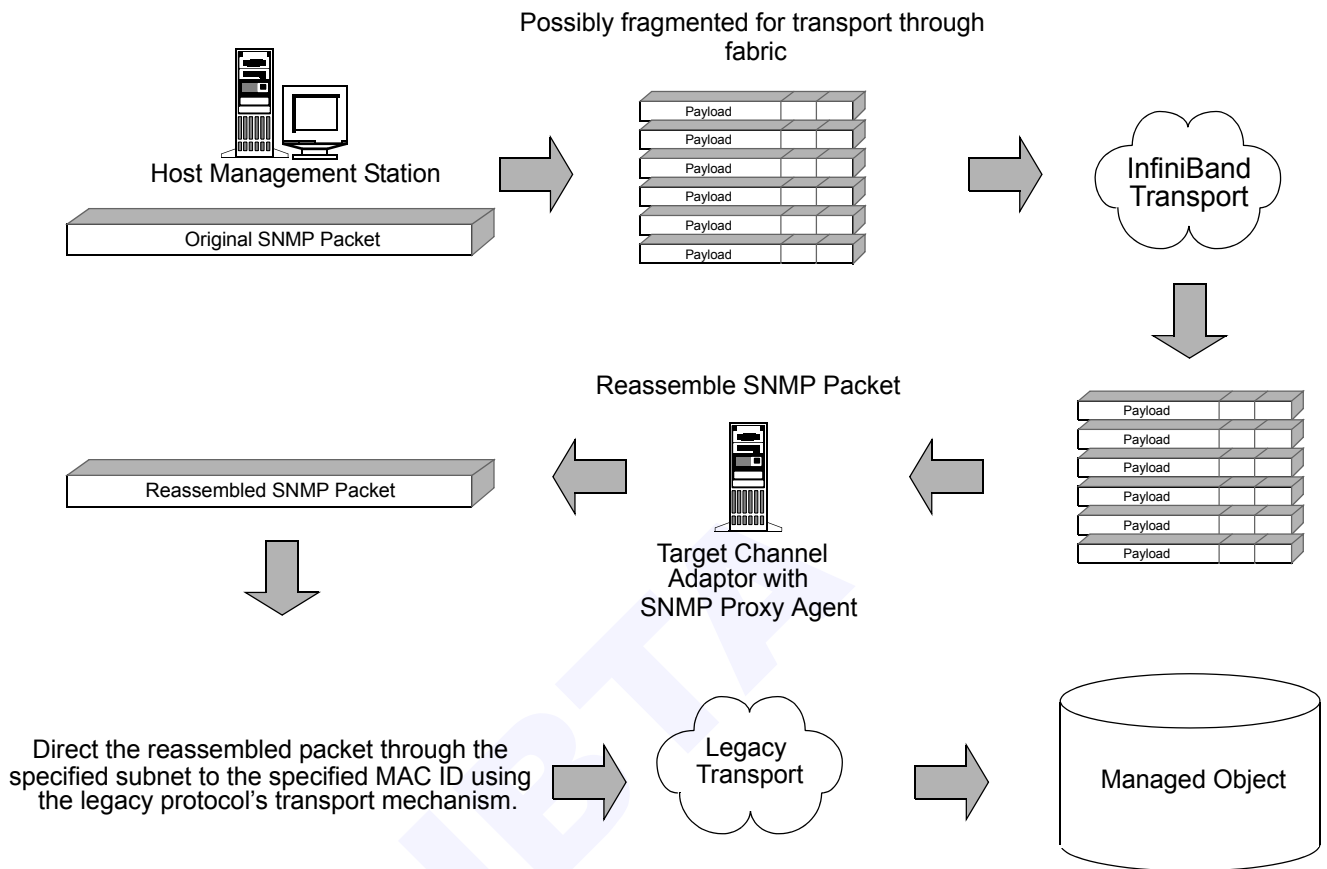 Possibly fragmented for transport through
fabric
Host Management Station
Original SNMP Packet
Payload
Payload
Payload
Payload
Payload
Payload
InfiniBand
Transport
Reassemble SNMP Packet
Payload
Payload
Payload
Payload
Payload
Payload
Target Channel
Adaptor with
SNMP Proxy Agent
Reassembled SNMP Packet
Direct the reassembled packet through the
specified subnet to the specified MAC ID using
the legacy protocol's transport mechanism.
Legacy
Transport
Managed Object
IBTA